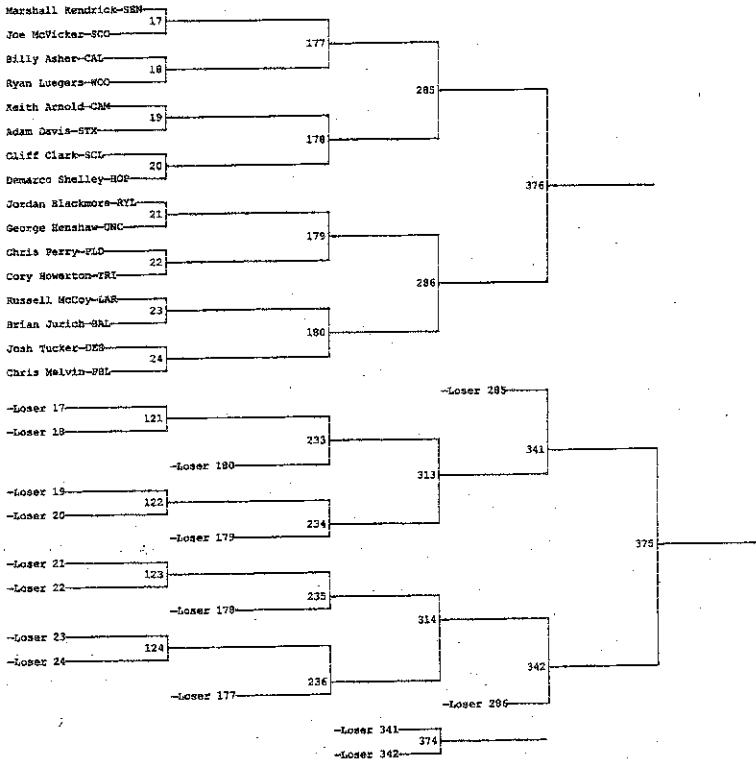 Marshall Kendrick-SEN
17
Joe McVicker-SCO
177
Billy Asher-CAL
18
Ryan Luegers-WOO
285
Keith Arnold-CAM
19
Adam Davis-STX
178
Cliff Clark-SCL
20
Demarco Shelley-HOP
376
Jordan Blackmore-RYL
21
George Henshaw-UNC
179
Chris Perry-PLD
22
Cory Howerton-TRI
286
Russell McCoy-LAR
23
Brian Jurich-BAL
180
Josh Tucker-DES
24
Chris Melvin-PBL
-Loser 285
-Loser 17
121
-Loser 18
233
341
-Loser 180
313
-Loser 19
122
-Loser 20
234
-Loser 179
375
-Loser 21
123
-Loser 22
235
-Loser 178
314
-Loser 23
124
-Loser 24
342
236
-Loser 177
-Loser 286
-Loser 341
374
-Loser 342